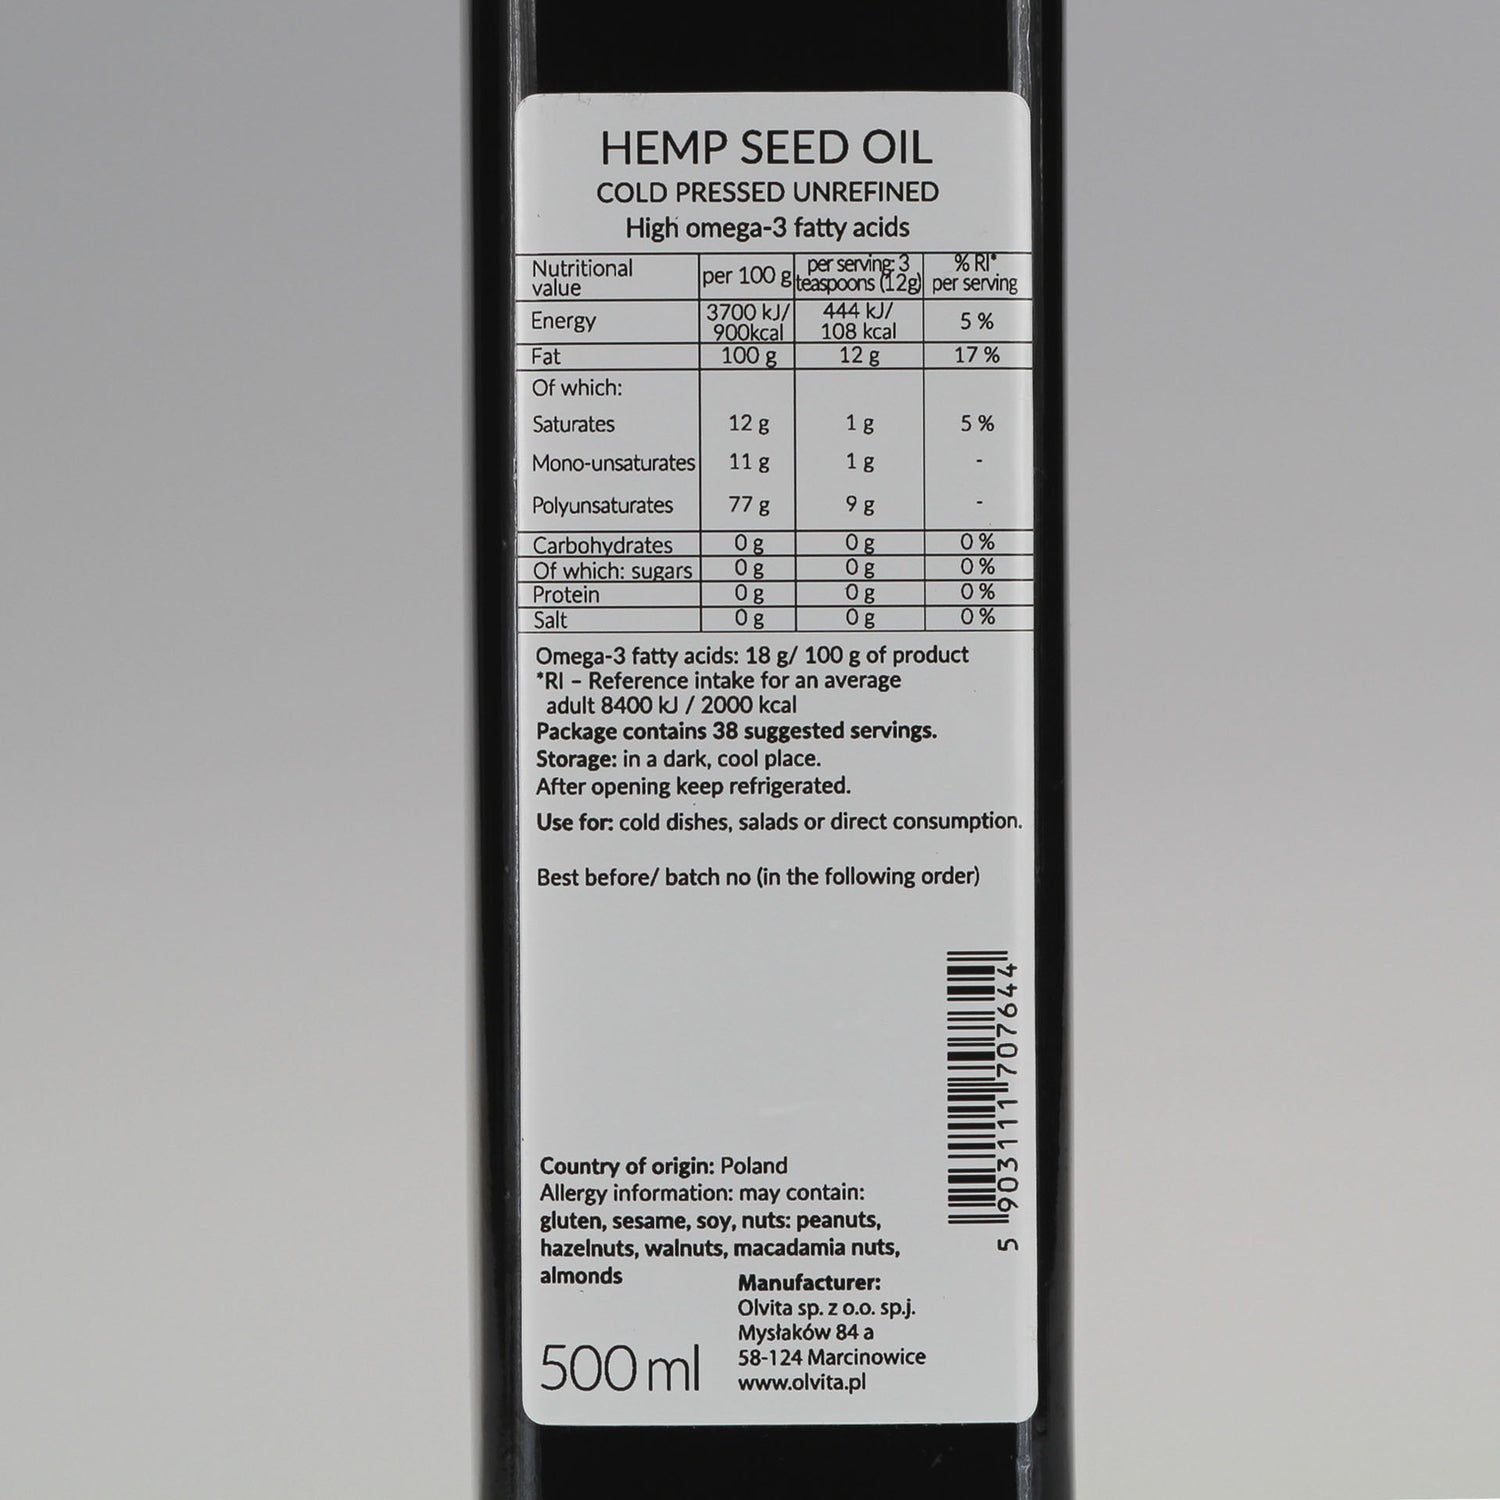 HEMP SEED OIL
COLD PRESSED UNREFINED
High omega-3 fatty acids
Nutritional value per 100 g per serving: 3 teaspoons (12g) % RI* per serving
Energy 3700 kJ/ 900kcal 444 kJ/ 108 kcal 5 %
Fat 100 g 12 g 17 %
Of which:
Saturates 12 g 1 g 5 %
Mono-unsaturates 11 g 1 g -
Polyunsaturates 77 g 9 g -
Carbohydrates 0 g 0 g 0 %
Of which: sugars 0 g 0 g 0 %
Protein 0 g 0 g 0 %
Salt 0 g 0 g 0 %
Omega-3 fatty acids: 18 g/ 100 g of product
*RI – Reference intake for an average
adult 8400 kJ / 2000 kcal
Package contains 38 suggested servings.
Storage: in a dark, cool place.
After opening keep refrigerated.
Use for: cold dishes, salads or direct consumption.
Best before/ batch no (in the following order)
5 903111 707644
Country of origin: Poland
Allergy information: may contain:
gluten, sesame, soy, nuts: peanuts,
hazelnuts, walnuts, macadamia nuts,
almonds
Manufacturer:
Olvita sp. z o.o. sp.j.
Mysłaków 84 a
58-124 Marcinowice
www.olvita.pl
500 ml